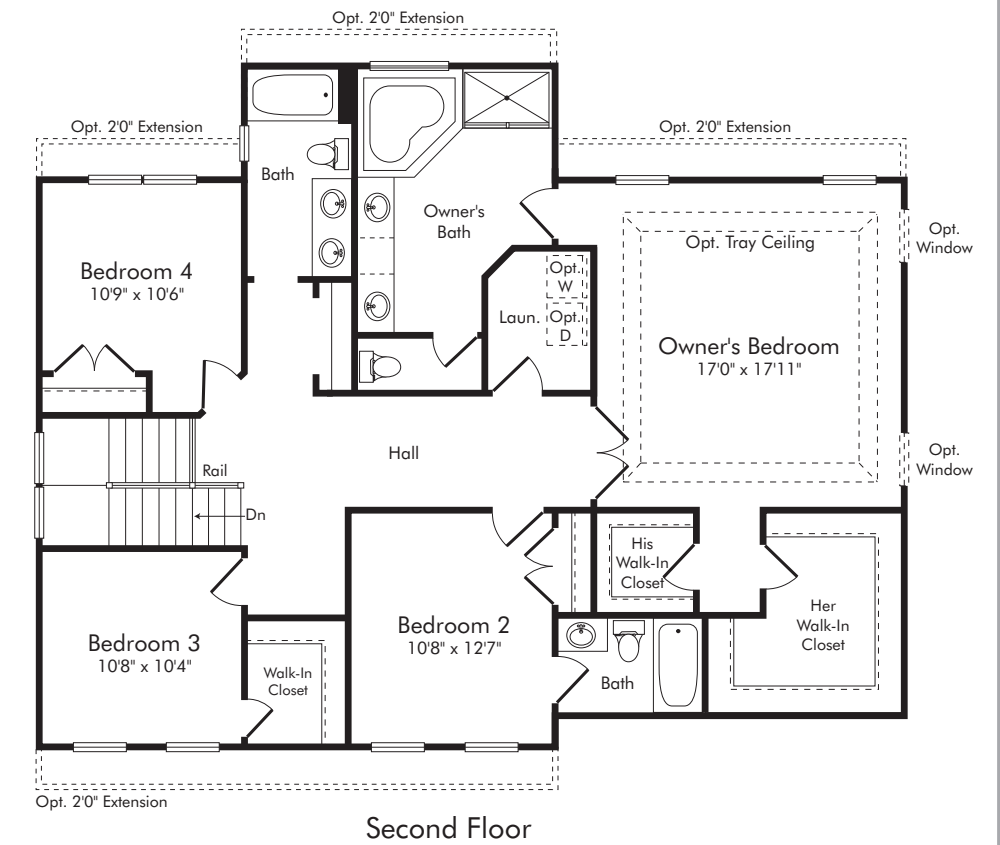 Opt. 2'0" Extension
Opt. 2'0" Extension
Opt. 2'0" Extension
Bath
Owner's
Bath
Opt. Tray Ceiling
Opt.
Window
Bedroom 4
10'9" x 10'6"
Opt.
W
Laun.
Opt.
D
Owner's Bedroom
17'0" x 17'11"
Hall
Opt.
Window
Rail
Dn
His
Walk-In
Closet
Her
Walk-In
Closet
Bedroom 3
10'8" x 10'4"
Bedroom 2
10'8" x 12'7"
Walk-In
Closet
Bath
Opt. 2'0" Extension
Second Floor